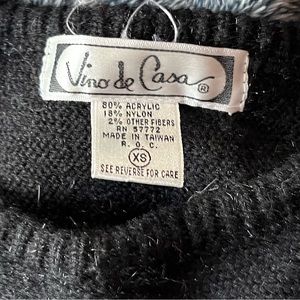 Vino de Casa ®
80% ACRYLIC
18% NYLON
2% OTHER FIBERS
RN 57772
MADE IN TAIWAN
R. O. C.
XS
SEE REVERSE FOR CARE